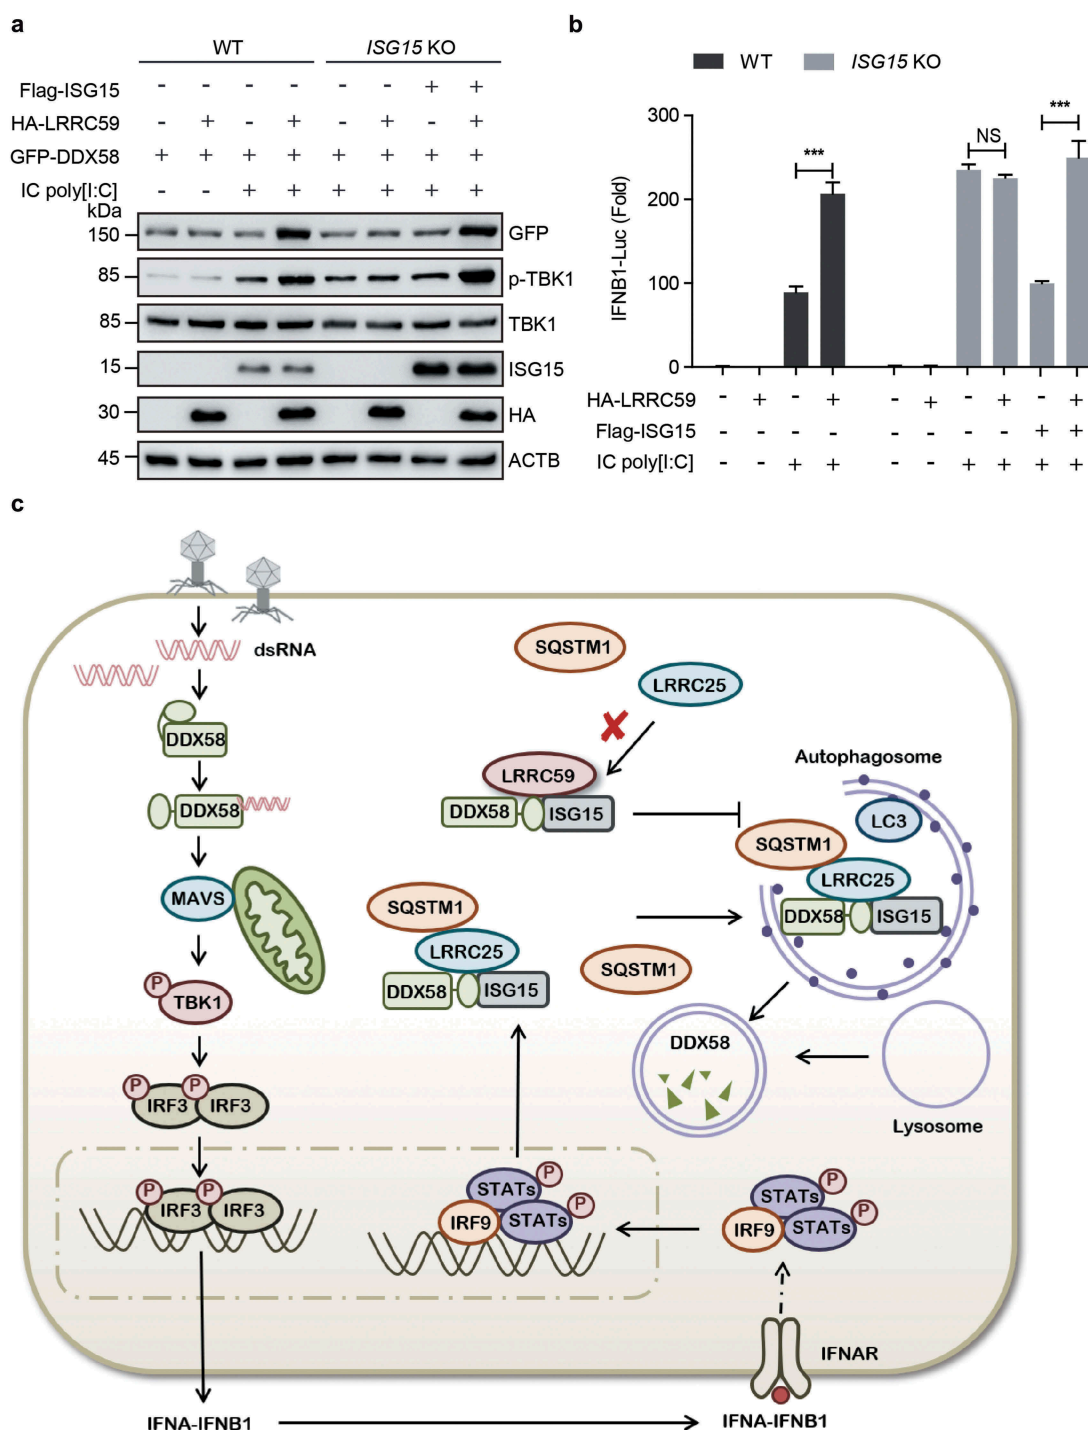 a
WT ISG15 KO
Flag-ISG15 - - - - - - + +
HA-LRRC59 - + - + - + - +
GFP-DDX58 + + + + + + + +
IC poly[I:C] - - + + + + + +
kDa
150 GFP
85 p-TBK1
85 TBK1
15 ISG15
30 HA
45 ACTB
b
WT ISG15 KO
IFNB1-Luc (Fold)
300
200
100
0
*** NS ***
HA-LRRC59 - + - + - + - + - +
Flag-ISG15 - - - - - - - - + +
IC poly[I:C] - - + + - - + + + +
c
dsRNA
DDX58
DDX58
MAVS
P
TBK1
P P
IRF3 IRF3
P P
IRF3 IRF3
IFNA-IFNB1
SQSTM1
LRRC25
LRRC59
DDX58 ISG15
SQSTM1
LRRC25
DDX58 ISG15
SQSTM1
Autophagosome
LC3
SQSTM1
LRRC25
DDX58 ISG15
DDX58
Lysosome
STATs P
IRF9 STATs P
STATs P
IRF9 STATs P
IFNAR
IFNA-IFNB1